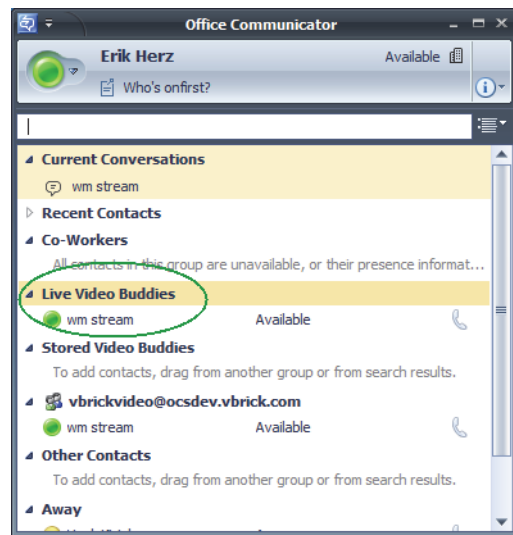 Office Communicator
Erik Herz
Available
Who's onfirst?
Current Conversations
wm stream
Recent Contacts
Co-Workers
All contacts in this group are unavailable, or their presence informat...
Live Video Buddies
wm stream Available
Stored Video Buddies
To add contacts, drag from another group or from search results.
vbrickvideo@ocsdev.vbrick.com
wm stream Available
Other Contacts
To add contacts, drag from another group or from search results.
Away